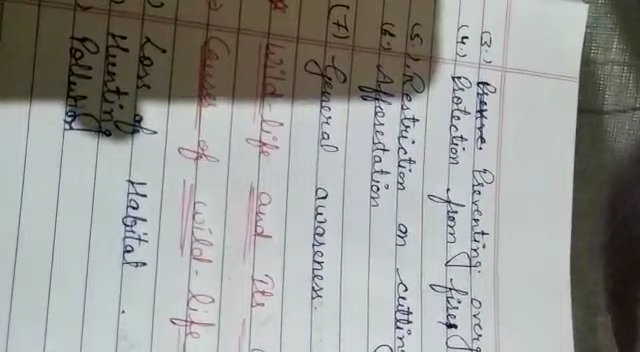 (3.) Preventing over
(4.) Protection from fires
(5.) Restriction on cutting
(6.) Afforestation
(7) General awareness.
* Wild-life and Its
Causes of wild-life
) Loss of Habital .
) Hunting
) Pollution